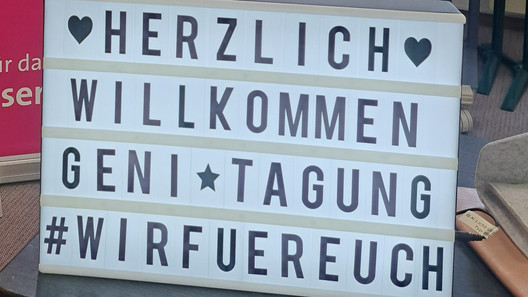 ♥HERZLICH♥
WILLKOMMEN
GENI★TAGUNG
#WIRFUEREUCH